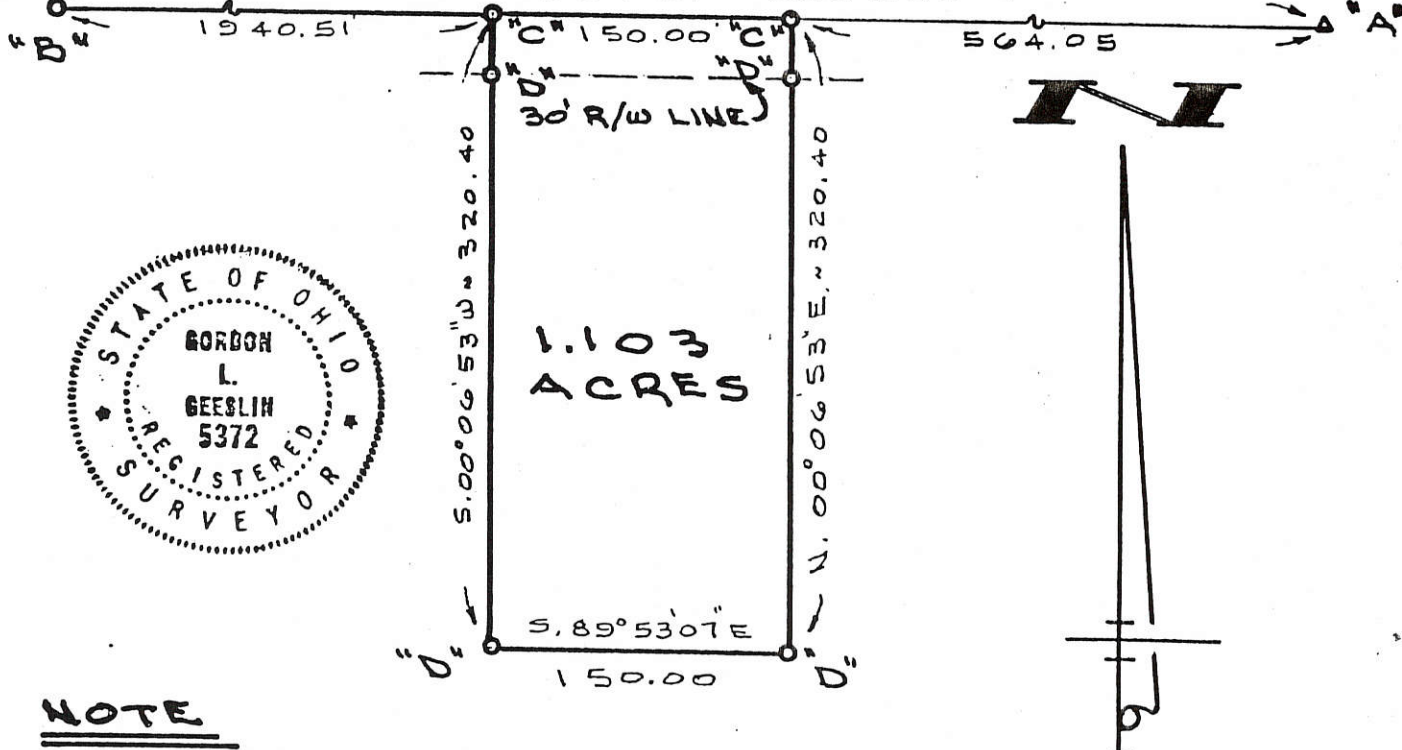 "B"
1940.51'
"C" 150.00' "C"
564.05
"A"
"D"
"D"
30' R/W LINE
S.00°06'53"W ~ 320.40
N. 00°06'53"E. ~ 320.40
1.103
ACRES
N
STATE OF OHIO
GORDON
L.
GEESLIN
5372
REGISTERED
SURVEYOR
S. 89°53'07"E
150.00
"D"
"D"
NOTE